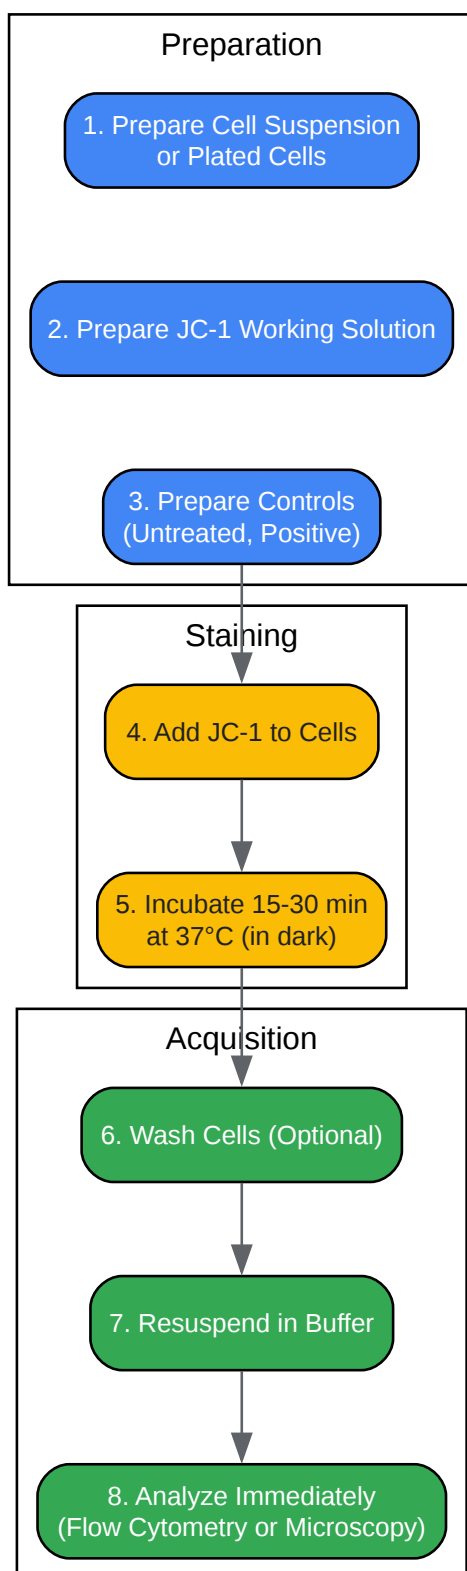 Preparation
1. Prepare Cell Suspension
or Plated Cells
2. Prepare JC-1 Working Solution
3. Prepare Controls
(Untreated, Positive)
Staining
4. Add JC-1 to Cells
5. Incubate 15-30 min
at 37°C (in dark)
Acquisition
6. Wash Cells (Optional)
7. Resuspend in Buffer
8. Analyze Immediately
(Flow Cytometry or Microscopy)